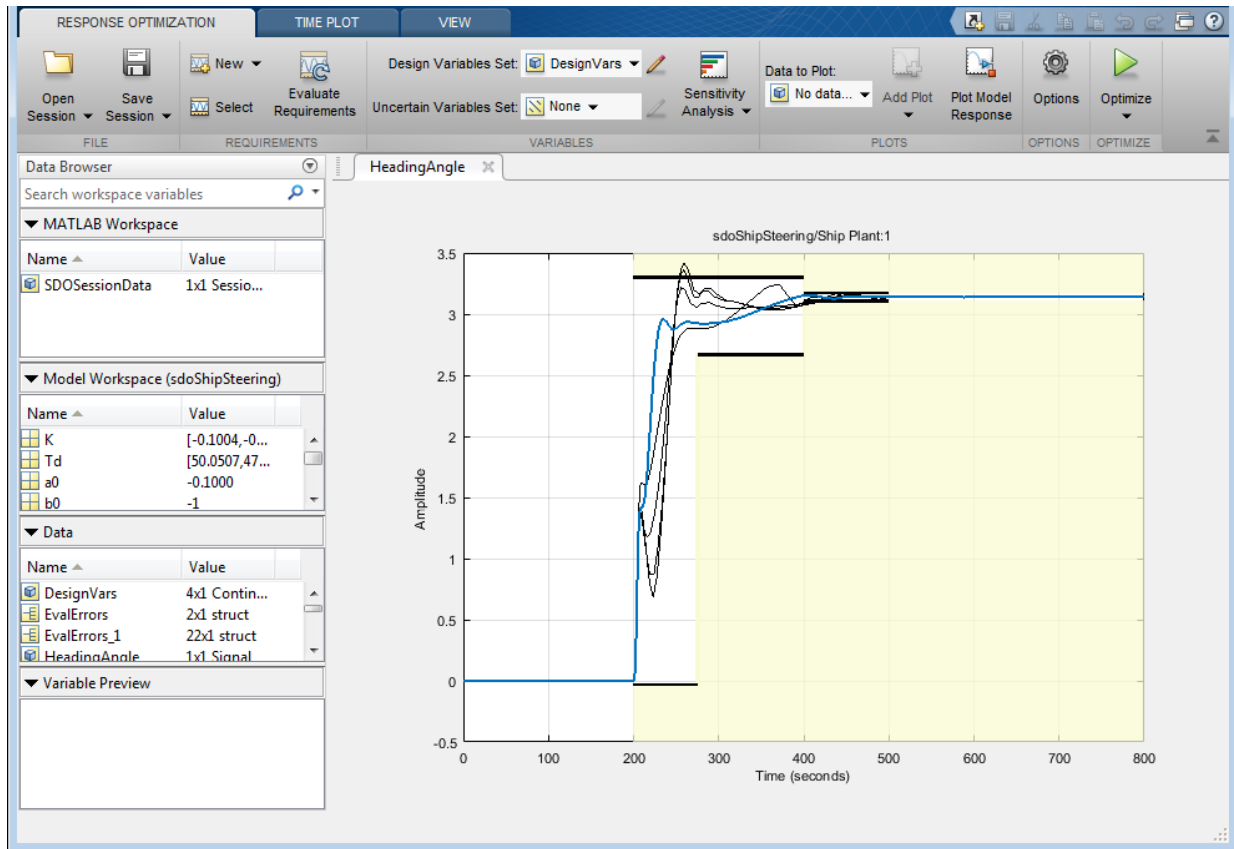 RESPONSE OPTIMIZATION TIME PLOT VIEW
Open Session Save Session
New
Select
Evaluate Requirements
Design Variables Set: DesignVars
Uncertain Variables Set: None
Sensitivity Analysis
Data to Plot:
No data...
Add Plot
Plot Model Response
Options
Optimize
FILE REQUIREMENTS VARIABLES PLOTS OPTIONS OPTIMIZE
Data Browser
Search workspace variables
MATLAB Workspace
Name Value
SDOSessionData 1x1 Sessio...
Model Workspace (sdoShipSteering)
Name Value
K [-0.1004,-0...
Td [50.0507,47...
a0 -0.1000
b0 -1
Data
Name Value
DesignVars 4x1 Contin...
EvalErrors 2x1 struct
EvalErrors_1 22x1 struct
HeadingAngle 1x1 Signal
Variable Preview
HeadingAngle
sdoShipSteering/Ship Plant:1
3.5
3
2.5
2
1.5
1
0.5
0
-0.5
Amplitude
0 100 200 300 400 500 600 700 800
Time (seconds)